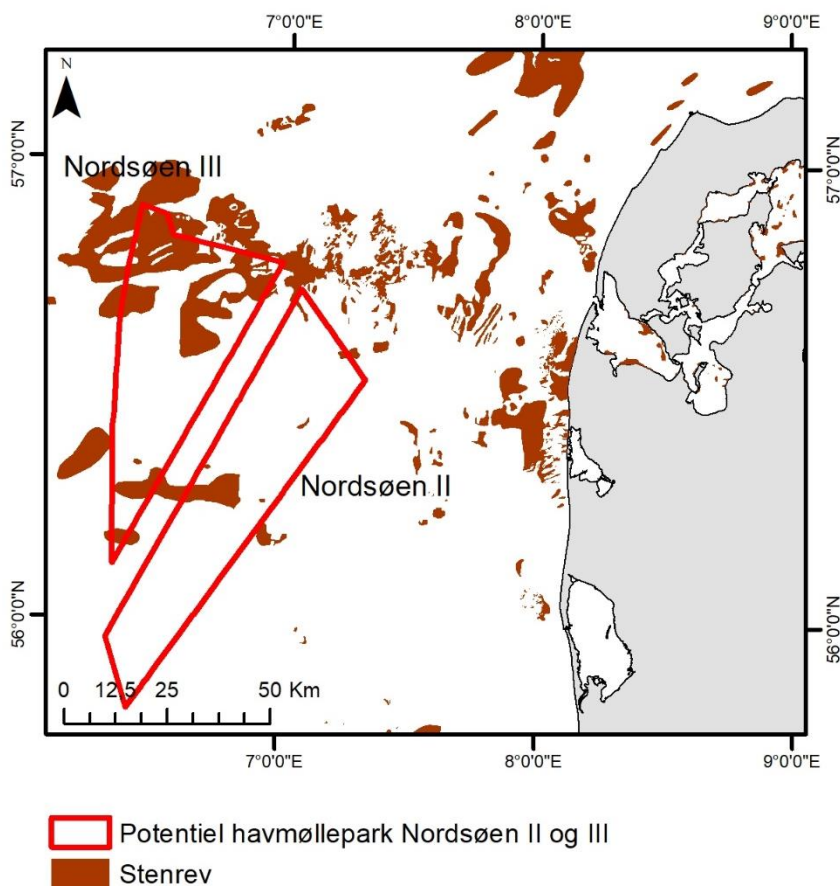 7°0'0"E 8°0'0"E 9°0'0"E
N
57°0'0"N
57°0'0"N
Nordsøen III
Nordsøen II
56°0'0"N
56°0'0"N
0 12,5 25 50 Km
7°0'0"E 8°0'0"E 9°0'0"E
Potentiel havmøllepark Nordsøen II og III
Stenrev